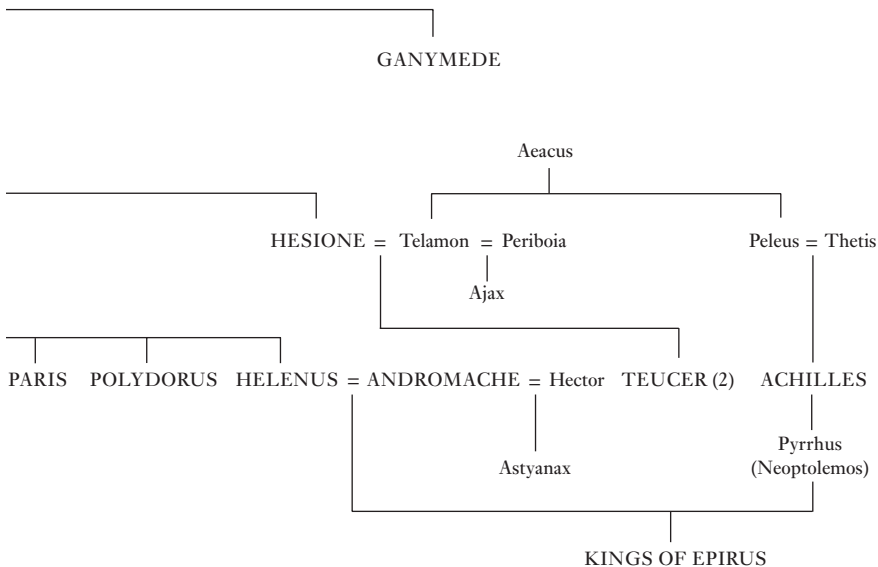 GANYMEDE
Aeacus
HESIONE = Telamon = Periboia Peleus = Thetis
Ajax
PARIS POLYDORUS HELENUS = ANDROMACHE = Hector TEUCER (2) ACHILLES
Pyrrhus
Astyanax (Neoptolemos)
KINGS OF EPIRUS